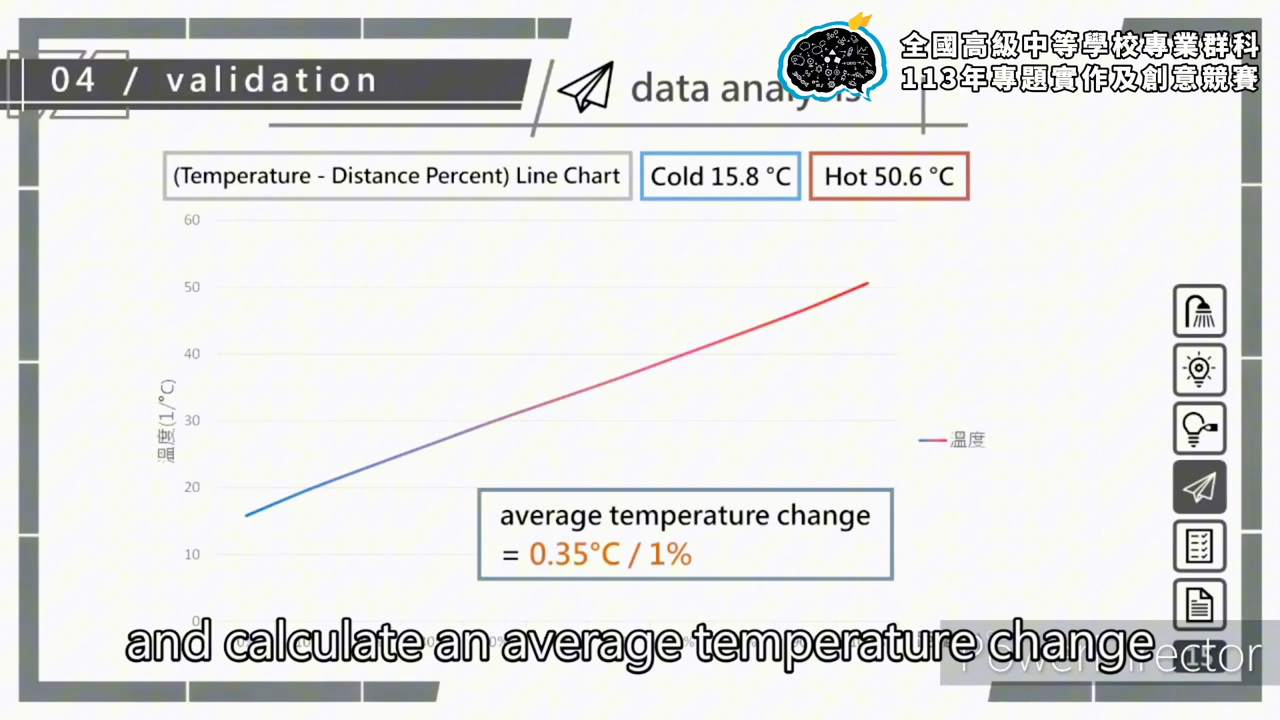 全國高級中等學校專業群科
113年專題實作及創意競賽
04 / validation
data analysis
(Temperature - Distance Percent) Line Chart
Cold 15.8 °C
Hot 50.6 °C
60
50
40
30
20
10
0
溫度(1/°C)
溫度
average temperature change
= 0.35°C / 1%
and calculate an average temperature change
PowerDirector
15